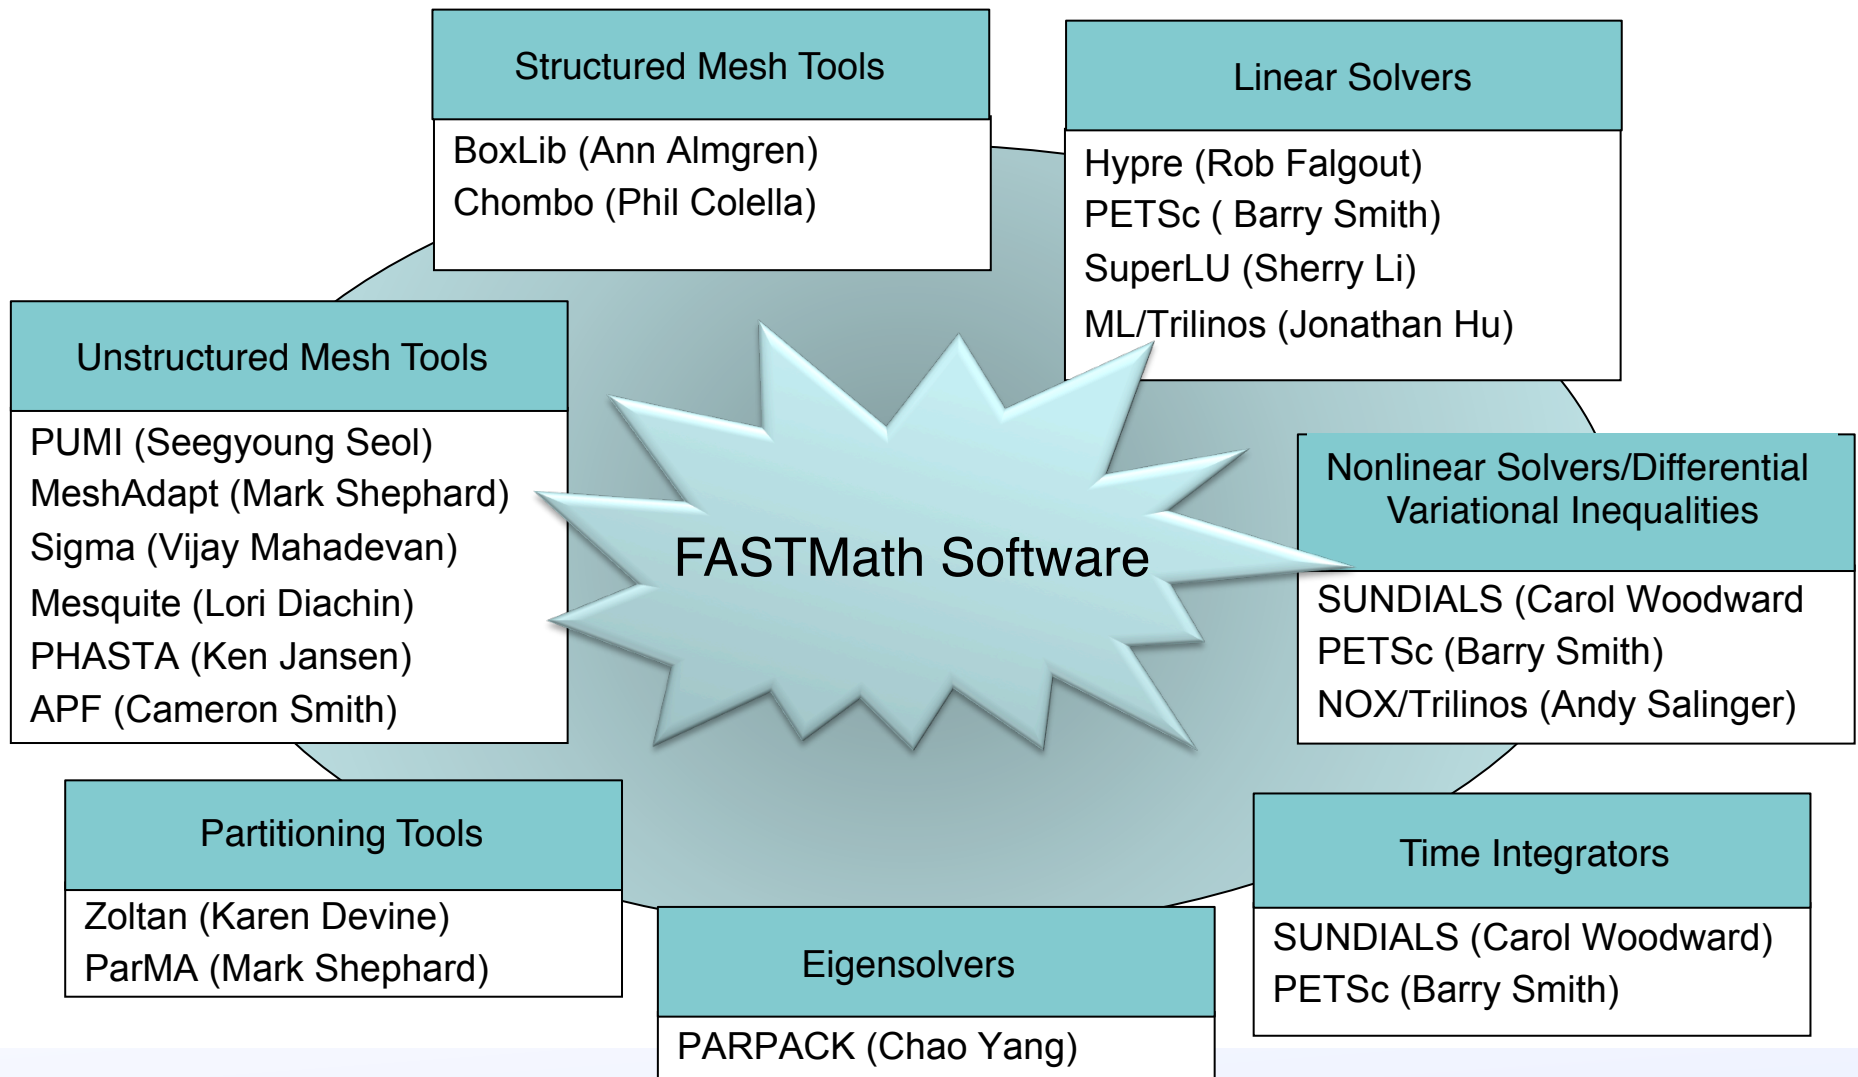 Structured Mesh Tools
BoxLib (Ann Almgren)
Chombo (Phil Colella)
Linear Solvers
Hypre (Rob Falgout)
PETSc ( Barry Smith)
SuperLU (Sherry Li)
ML/Trilinos (Jonathan Hu)
Unstructured Mesh Tools
PUMI (Seegyoung Seol)
MeshAdapt (Mark Shephard)
Sigma (Vijay Mahadevan)
Mesquite (Lori Diachin)
PHASTA (Ken Jansen)
APF (Cameron Smith)
FASTMath Software
Nonlinear Solvers/Differential
Variational Inequalities
SUNDIALS (Carol Woodward
PETSc (Barry Smith)
NOX/Trilinos (Andy Salinger)
Partitioning Tools
Zoltan (Karen Devine)
ParMA (Mark Shephard)
Eigensolvers
PARPACK (Chao Yang)
Time Integrators
SUNDIALS (Carol Woodward)
PETSc (Barry Smith)